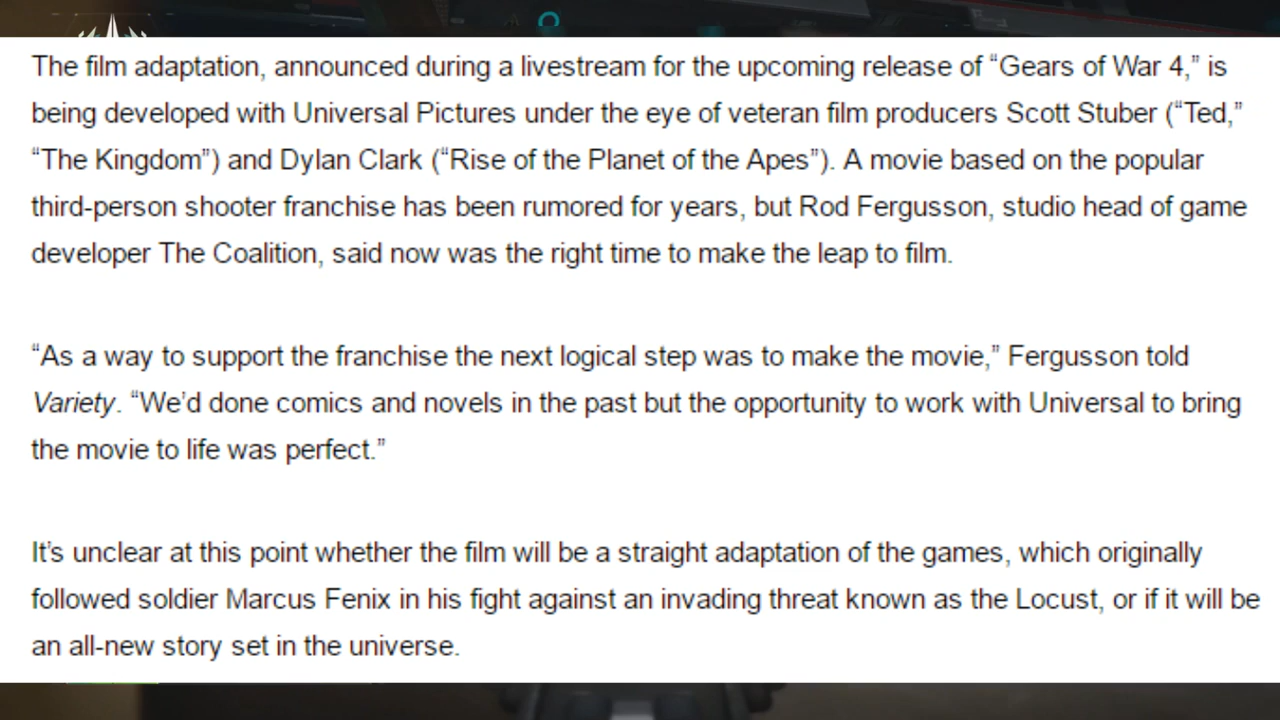 The film adaptation, announced during a livestream for the upcoming release of “Gears of War 4,” is
being developed with Universal Pictures under the eye of veteran film producers Scott Stuber (“Ted,”
“The Kingdom”) and Dylan Clark (“Rise of the Planet of the Apes”). A movie based on the popular
third-person shooter franchise has been rumored for years, but Rod Fergusson, studio head of game
developer The Coalition, said now was the right time to make the leap to film.
“As a way to support the franchise the next logical step was to make the movie,” Fergusson told
Variety. “We’d done comics and novels in the past but the opportunity to work with Universal to bring
the movie to life was perfect.”
It’s unclear at this point whether the film will be a straight adaptation of the games, which originally
followed soldier Marcus Fenix in his fight against an invading threat known as the Locust, or if it will be
an all-new story set in the universe.